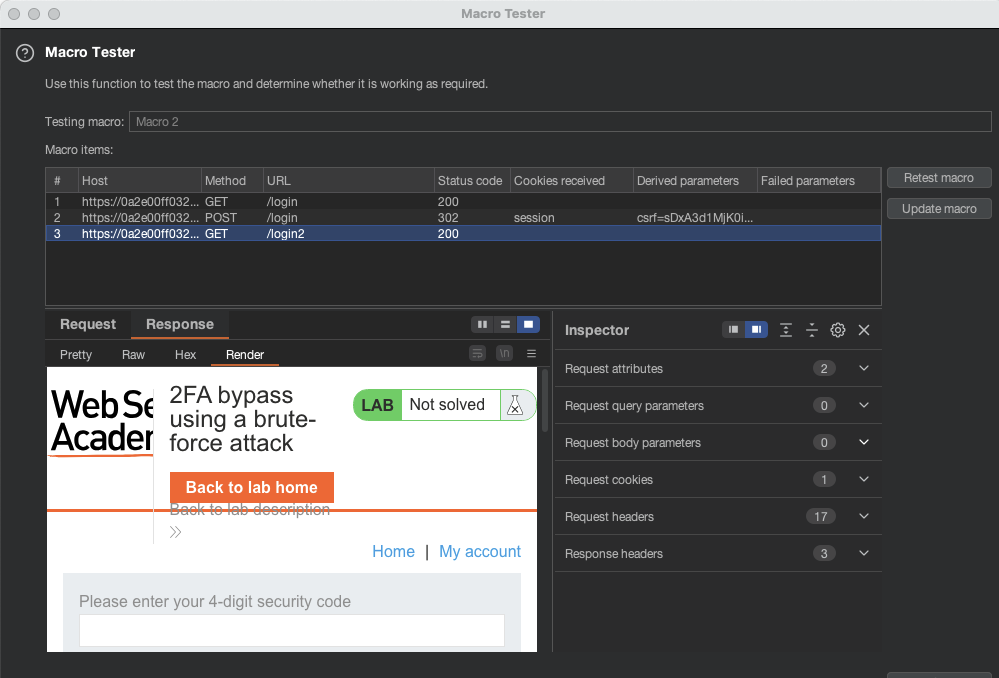 Macro Tester
Macro Tester
Use this function to test the macro and determine whether it is working as required.
Testing macro: Macro 2
Macro items:
# Host Method URL Status code Cookies received Derived parameters Failed parameters
1 https://0a2e00ff032... GET /login 200
2 https://0a2e00ff032... POST /login 302 session csrf=sDxA3d1MjK0i...
3 https://0a2e00ff032... GET /login2 200
Retest macro
Update macro
Request Response
Pretty Raw Hex Render
\n
Web Se
Acader
2FA bypass
using a brute-
force attack
LAB Not solved
Back to lab home
Back to lab description
Home | My account
Please enter your 4-digit security code
Inspector
Request attributes 2
Request query parameters 0
Request body parameters 0
Request cookies 1
Request headers 17
Response headers 3